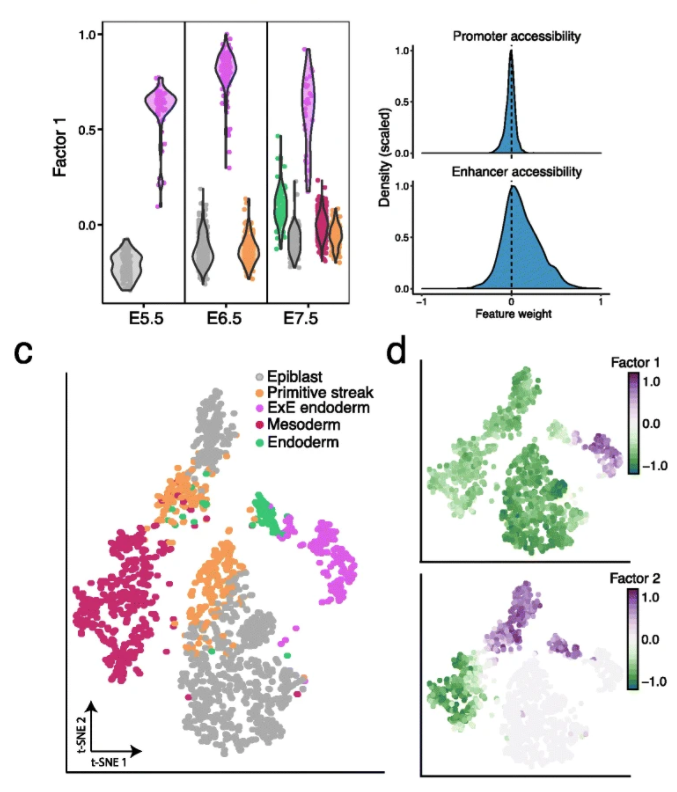 Factor 1
1.0
0.5
0.0
E5.5
E6.5
E7.5
Density (scaled)
Promoter accessibility
1.0
0.5
0.0
Enhancer accessibility
1.0
0.5
0.0
−1
0
1
Feature weight
c
Epiblast
Primitive streak
ExE endoderm
Mesoderm
Endoderm
t-SNE 2
t-SNE 1
d
Factor 1
1.0
0.0
−1.0
Factor 2
1.0
0.0
−1.0